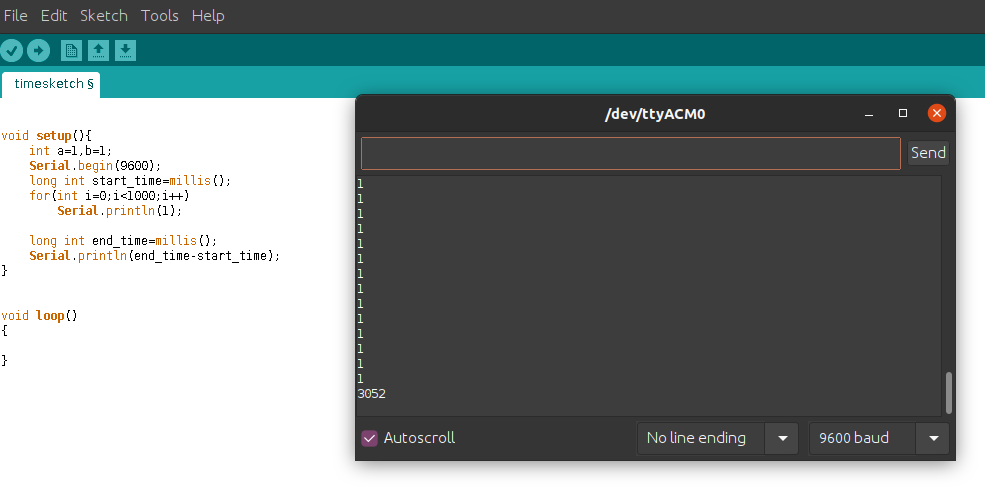 File Edit Sketch Tools Help
timesketch §
void setup(){
int a=1,b=1;
Serial.begin(9600);
long int start_time=millis();
for(int i=0;i<1000;i++)
Serial.println(1);
long int end_time=millis();
Serial.println(end_time-start_time);
}
void loop()
{
}
/dev/ttyACM0
Send
1
1
1
1
1
1
1
1
1
1
1
1
1
1
3052
Autoscroll
No line ending
9600 baud